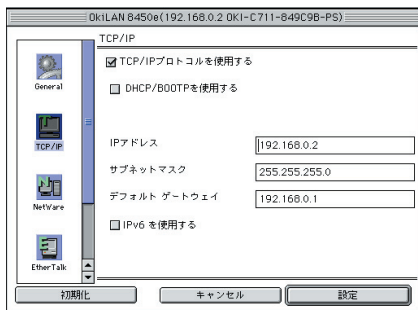 OkiLAN 8450e(192.168.0.2 OKI-C711-849C9B-PS)
TCP/IP
General
TCP/IP
NetWare
EtherTalk
TCP/IPプロトコルを使用する
DHCP/BOOTPを使用する
IPアドレス 192.168.0.2
サブネットマスク 255.255.255.0
デフォルト ゲートウェイ 192.168.0.1
IPv6 を使用する
初期化 キャンセル 設定